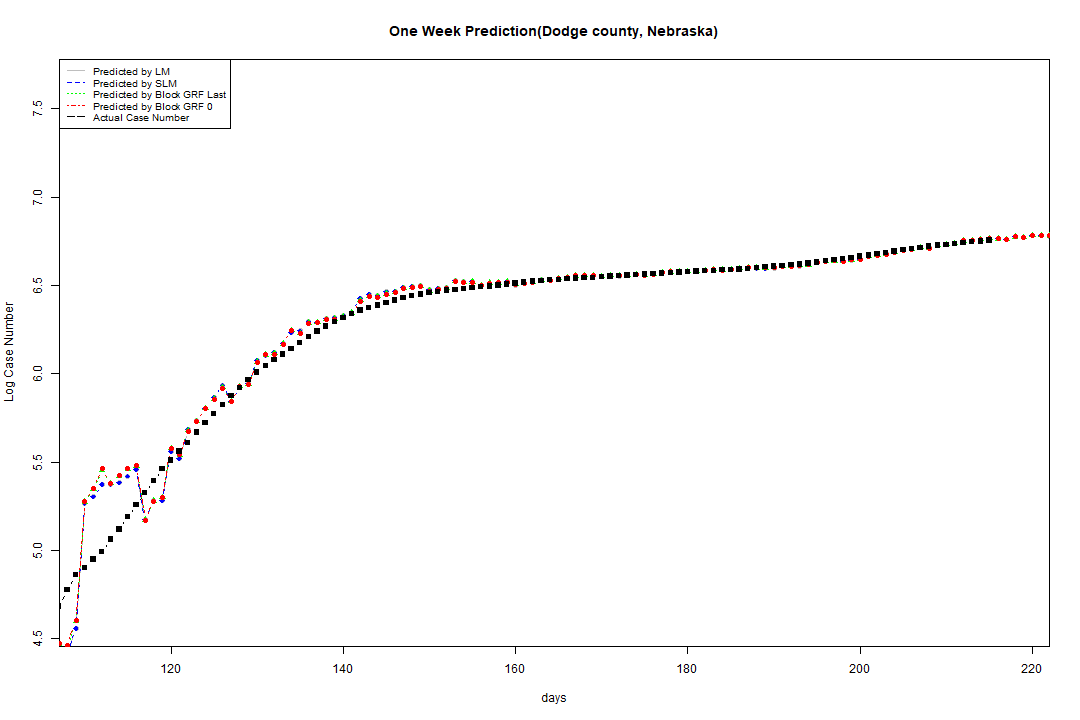 One Week Prediction(Dodge county, Nebraska)
Predicted by LM
Predicted by SLM
Predicted by Block GRF Last
Predicted by Block GRF 0
Actual Case Number
7.5
7.0
6.5
6.0
5.5
5.0
4.5
Log Case Number
120 140 160 180 200 220
days